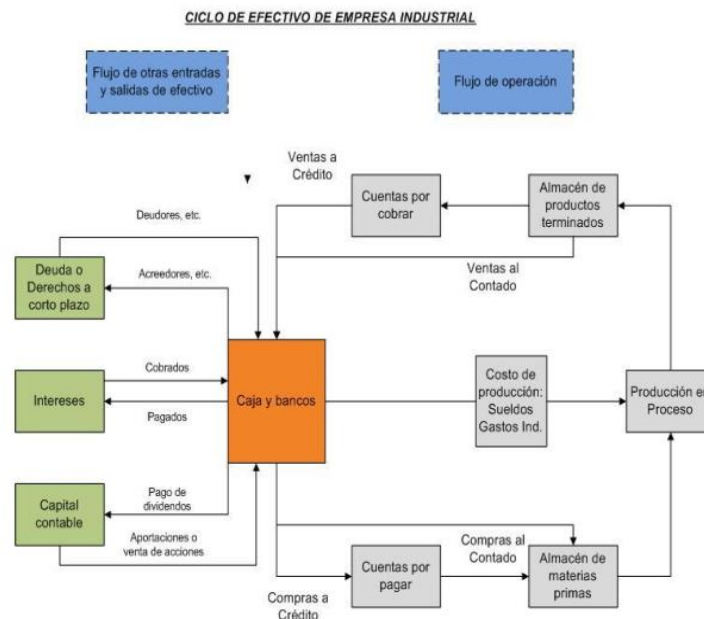 CICLO DE EFECTIVO DE EMPRESA INDUSTRIAL
Flujo de otras entradas
y salidas de efectivo
Flujo de operación
Ventas a
Crédito
Cuentas por
cobrar
Almacén de
productos
terminados
Deudores, etc.
Ventas al
Contado
Deuda o
Derechos a
corto plazo
Acreedores, etc.
Intereses
Cobrados
Pagados
Caja y bancos
Costo de
producción:
Sueldos
Gastos Ind.
Producción en
Proceso
Capital
contable
Pago de
dividendos
Aportaciones o
venta de acciones
Compras a
Crédito
Cuentas por
pagar
Compras al
Contado
Almacén de
materias
primas